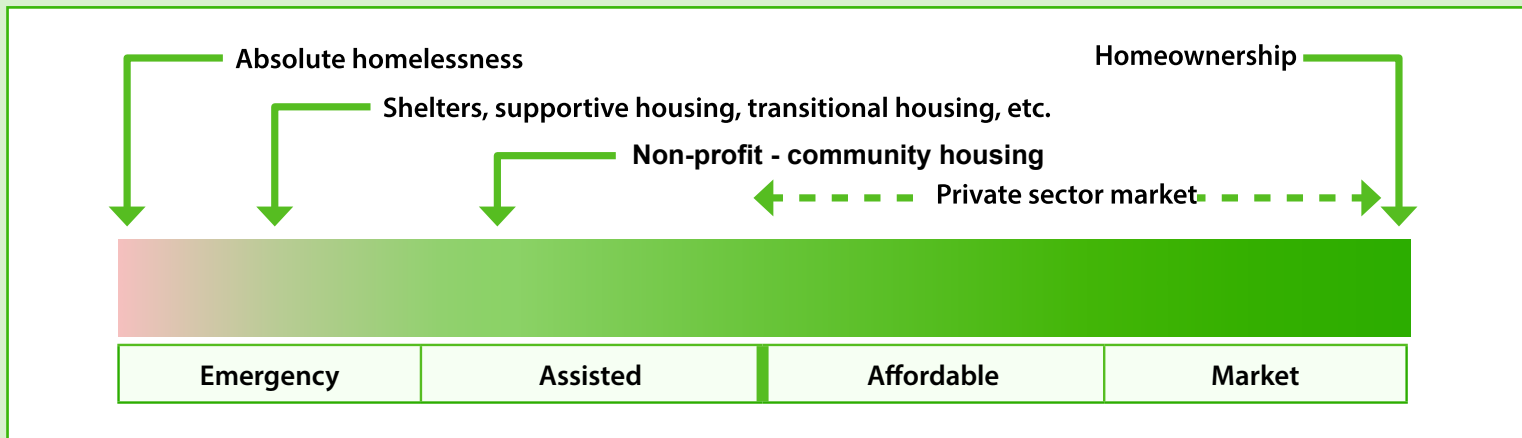 Absolute homelessness
Homeownership
Shelters, supportive housing, transitional housing, etc.
Non-profit - community housing
Private sector market
Emergency
Assisted
Affordable
Market